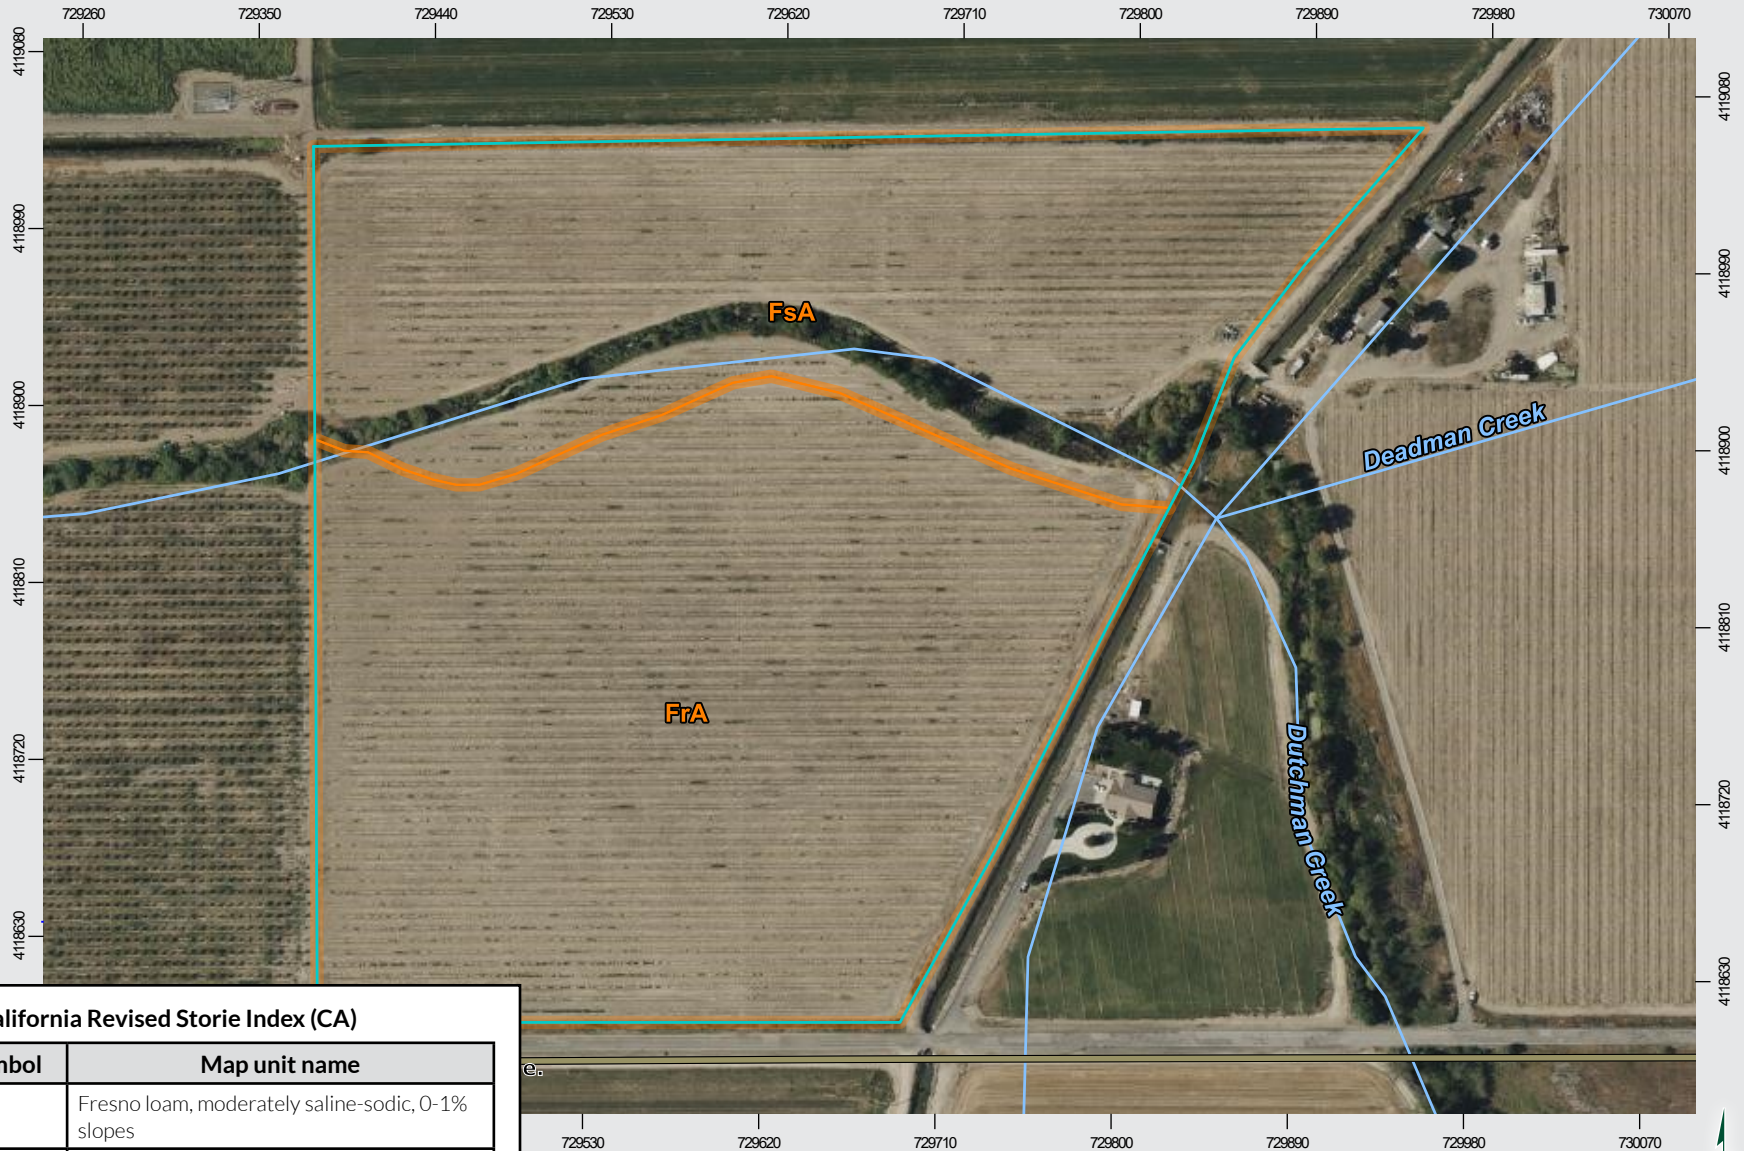 729260 729350 729440 729530 729620 729710 729800 729890 729980 730070
4119080
4119080
4118990
4118990
FsA
4118900
4118900
Deadman Creek
4118810
4118810
FrA
4118720
4118720
Dutchman Creek
4118630
4118630
alifornia Revised Storie Index (CA)
mbol Map unit name
e.
Fresno loam, moderately saline-sodic, 0-1%
slopes
729530 729620 729710 729800 729890 729980 730070